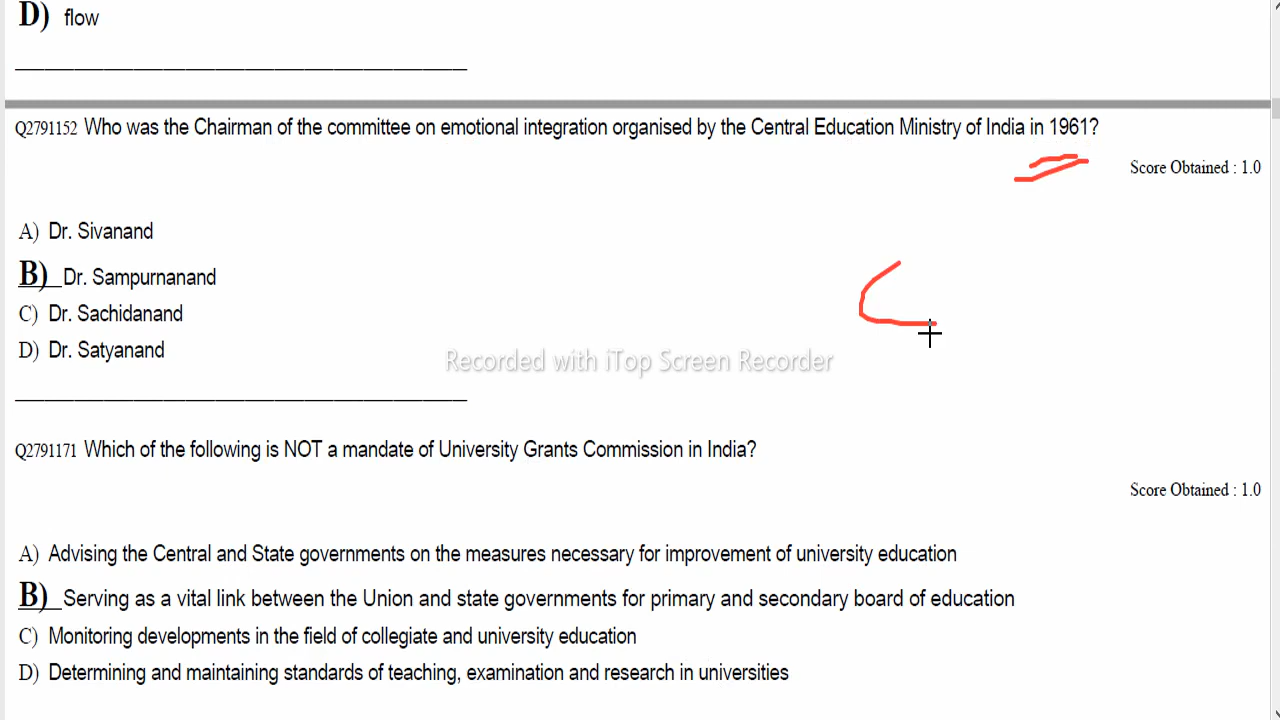 D) flow
Q2791152 Who was the Chairman of the committee on emotional integration organised by the Central Education Ministry of India in 1961?
Score Obtained : 1.0
A) Dr. Sivanand
B) Dr. Sampurnanand
C) Dr. Sachidanand
D) Dr. Satyanand
Recorded with iTop Screen Recorder
Q2791171 Which of the following is NOT a mandate of University Grants Commission in India?
Score Obtained : 1.0
A) Advising the Central and State governments on the measures necessary for improvement of university education
B) Serving as a vital link between the Union and state governments for primary and secondary board of education
C) Monitoring developments in the field of collegiate and university education
D) Determining and maintaining standards of teaching, examination and research in universities